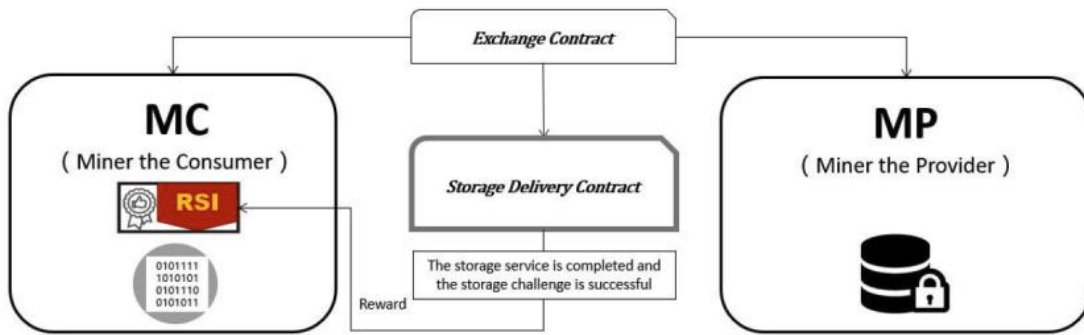 Exchange Contract
MC
( Miner the Consumer )
RSI
0101111
1010101
0101110
0101011
Storage Delivery Contract
The storage service is completed and
the storage challenge is successful
Reward
MP
( Miner the Provider )